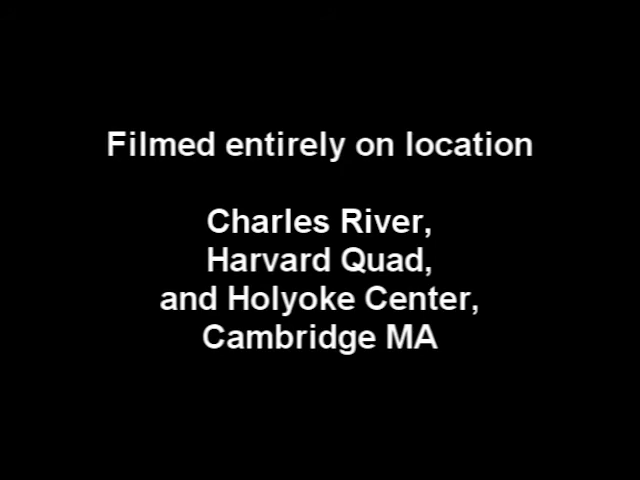 Filmed entirely on location
Charles River,
Harvard Quad,
and Holyoke Center,
Cambridge MA